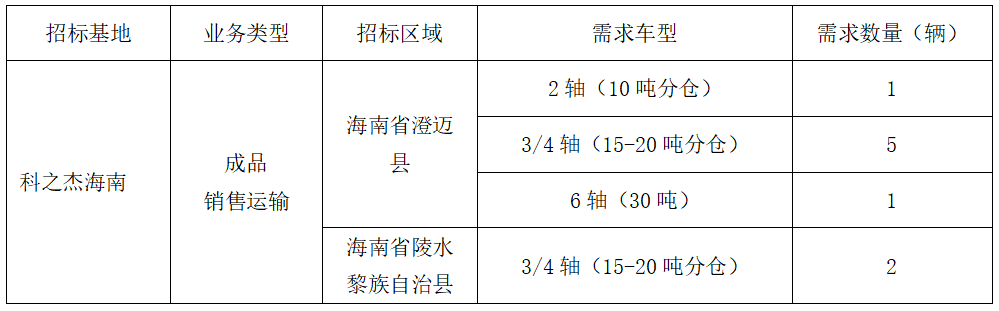 招标基地 业务类型 招标区域 需求车型 需求数量（辆）
科之杰海南
成品
销售运输
海南省澄迈
县
2 轴（10 吨分仓） 1
3/4 轴（15-20 吨分仓） 5
6 轴（30 吨） 1
海南省陵水
黎族自治县
3/4 轴（15-20 吨分仓） 2